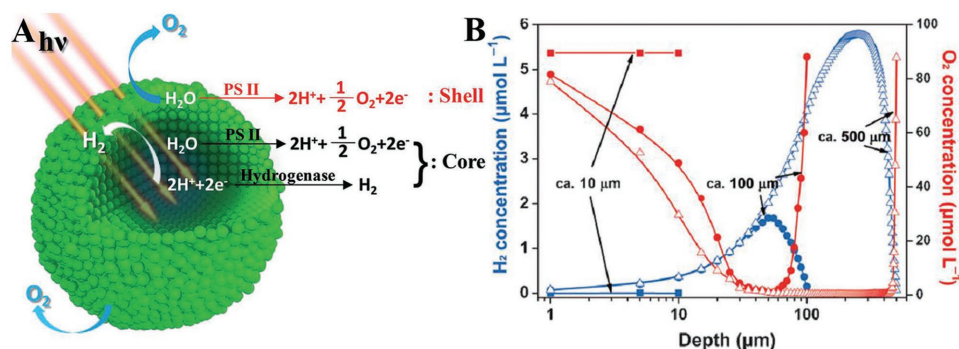 A
hν
O₂
H₂O PS II 2H⁺+ 1/2 O₂+2e⁻ : Shell
H₂
H₂O PS II 2H⁺+ 1/2 O₂+2e⁻
} : Core
2H⁺+2e⁻ Hydrogenase H₂
O₂
B
H₂ concentration (μmol L⁻¹)
5
4
3
2
1
0
ca. 10 μm
ca. 100 μm
ca. 500 μm
100
80
60
40
20
0
O₂ concentration (μmol L⁻¹)
1 10 100
Depth (μm)